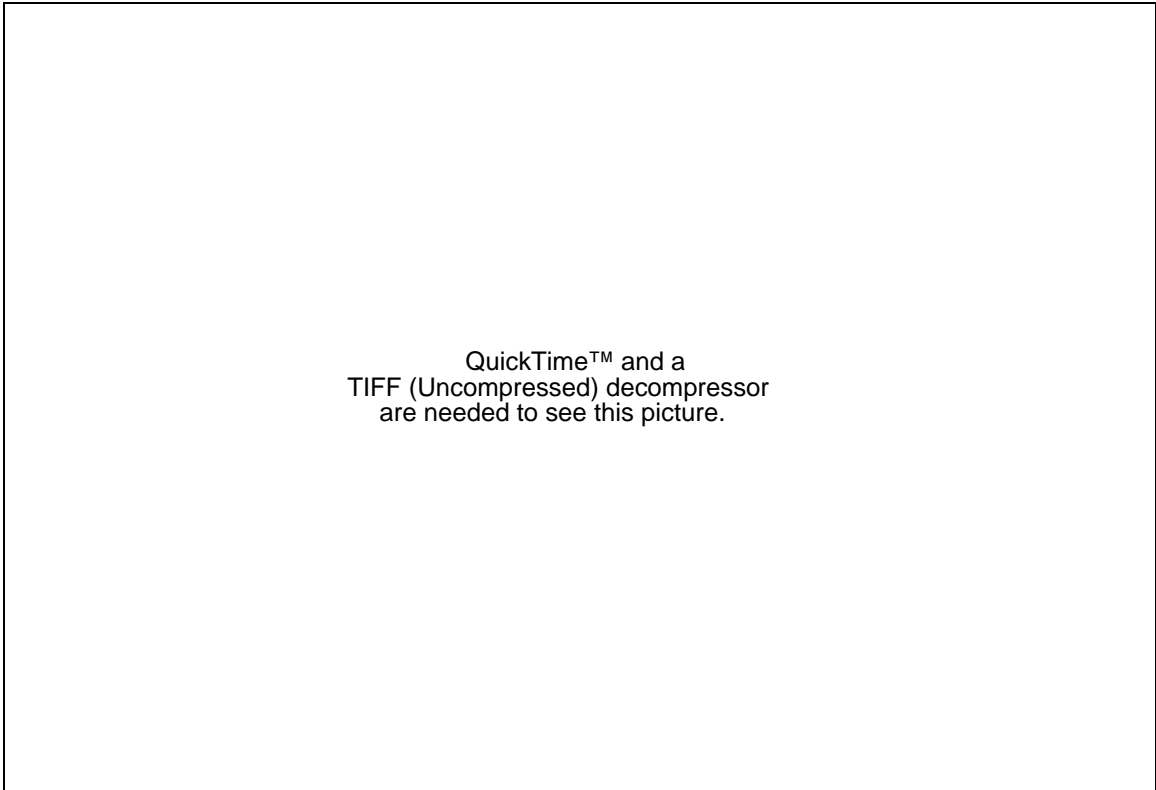 QuickTime™ and a
TIFF (Uncompressed) decompressor
are needed to see this picture.